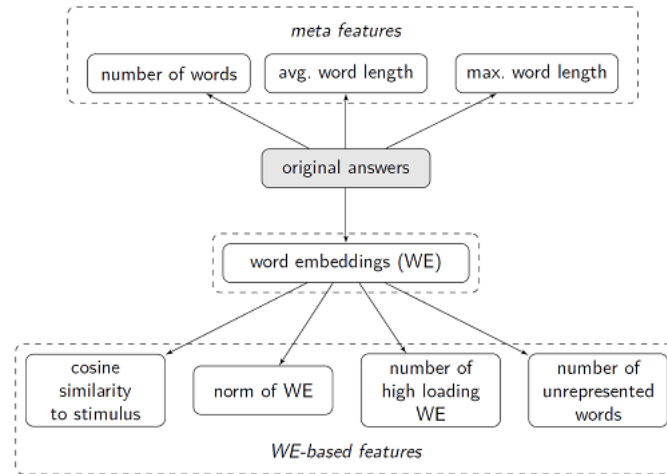 meta features
number of words
avg. word length
max. word length
original answers
word embeddings (WE)
cosine
similarity
to stimulus
norm of WE
number of
high loading
WE
number of
unrepresented
words
WE-based features